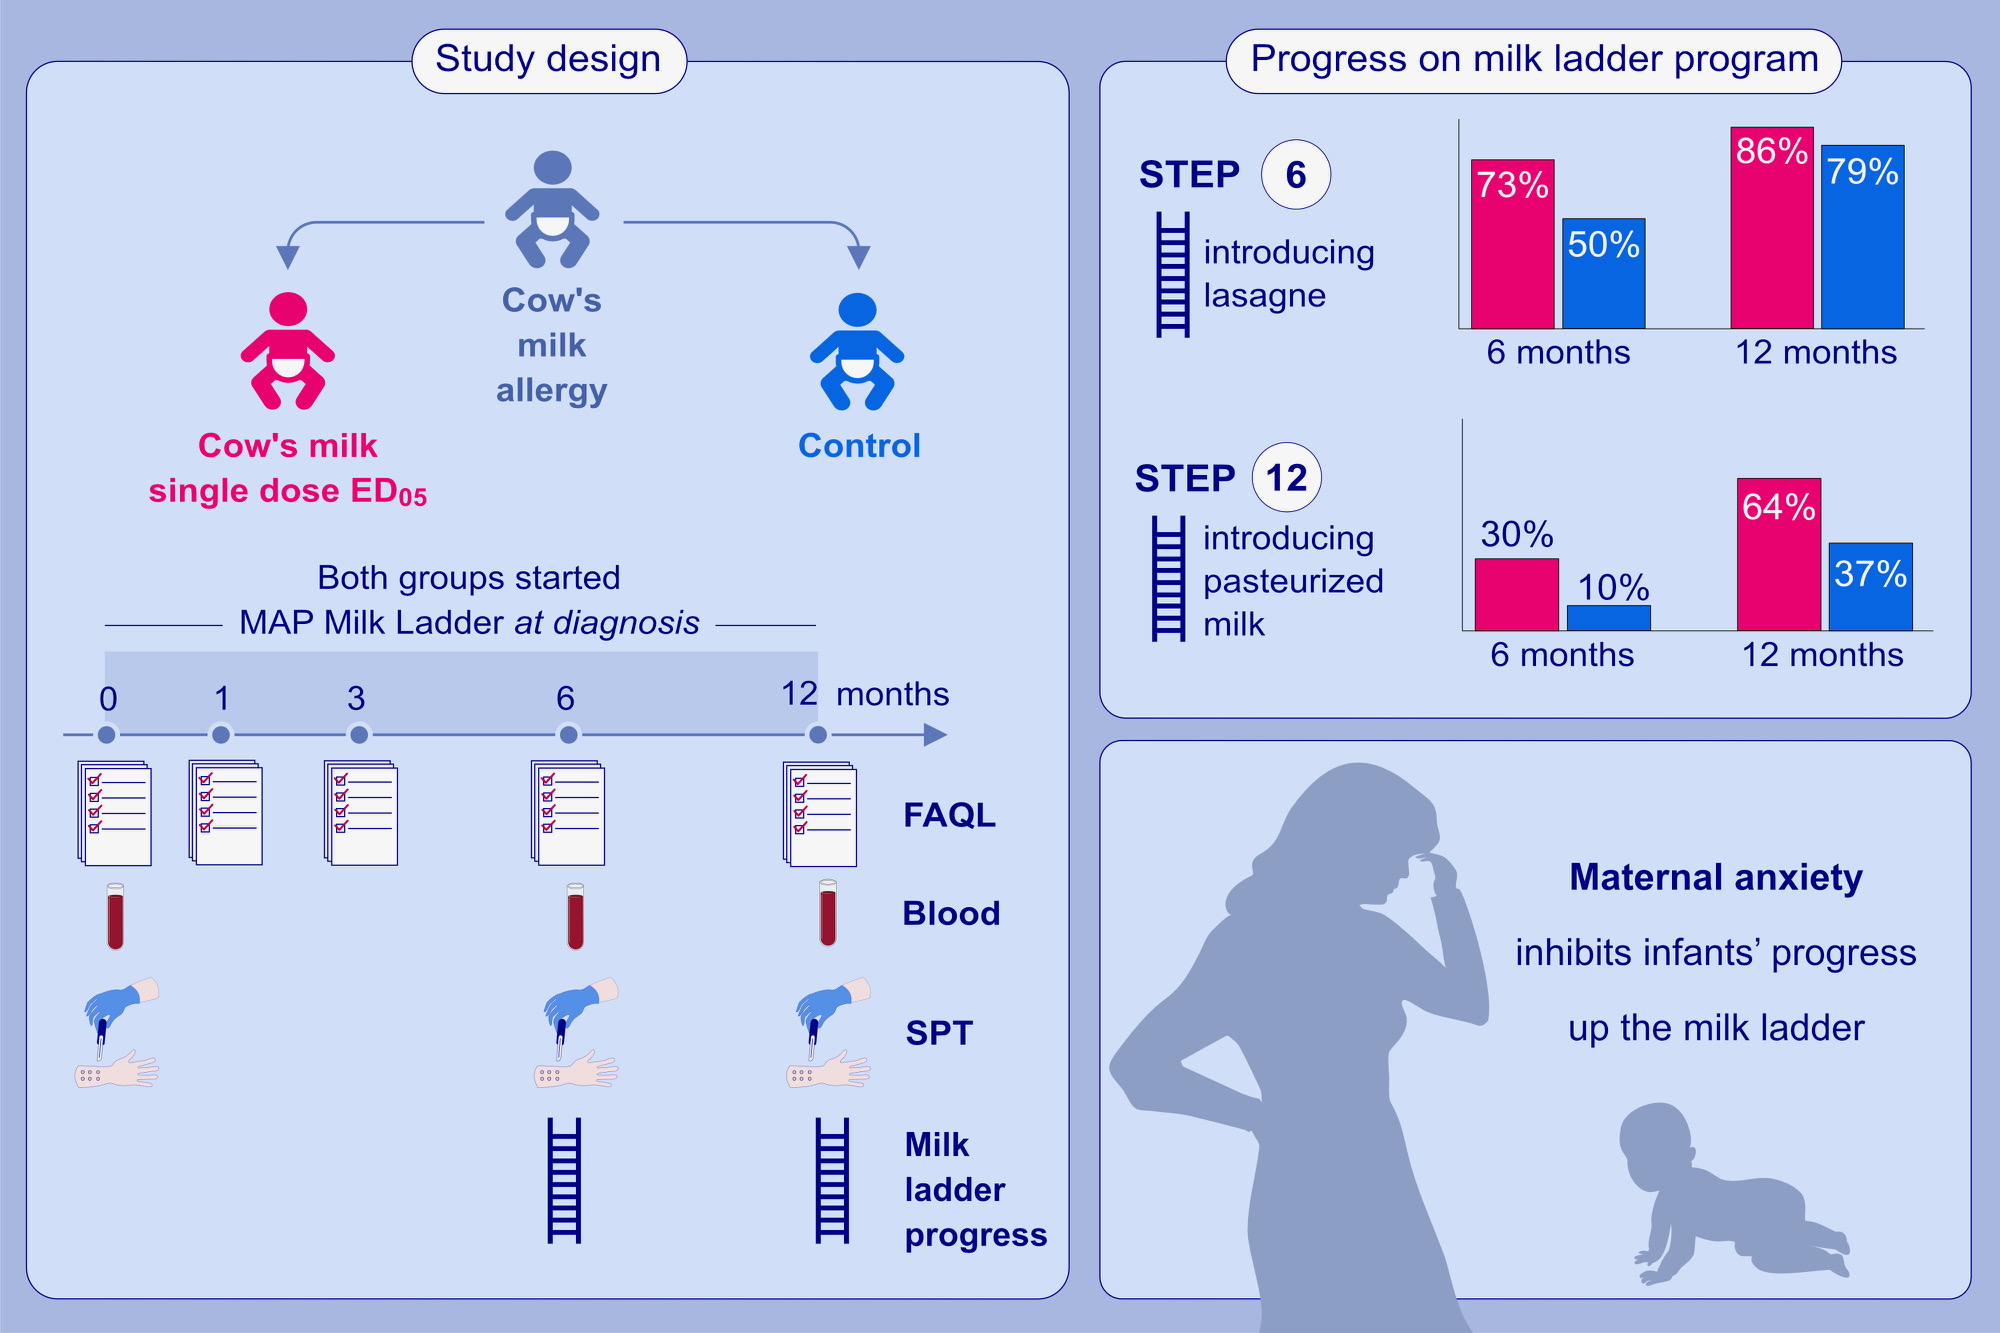 Study design
Cow's
milk
allergy
Cow's milk
single dose ED05
Control
Both groups started
MAP Milk Ladder at diagnosis
0 1 3 6 12 months
FAQL
Blood
SPT
Milk
ladder
progress
Progress on milk ladder program
STEP 6
introducing
lasagne
73% 50% 86% 79%
6 months 12 months
STEP 12
introducing
pasteurized
milk
30% 10% 64% 37%
6 months 12 months
Maternal anxiety
inhibits infants’ progress
up the milk ladder